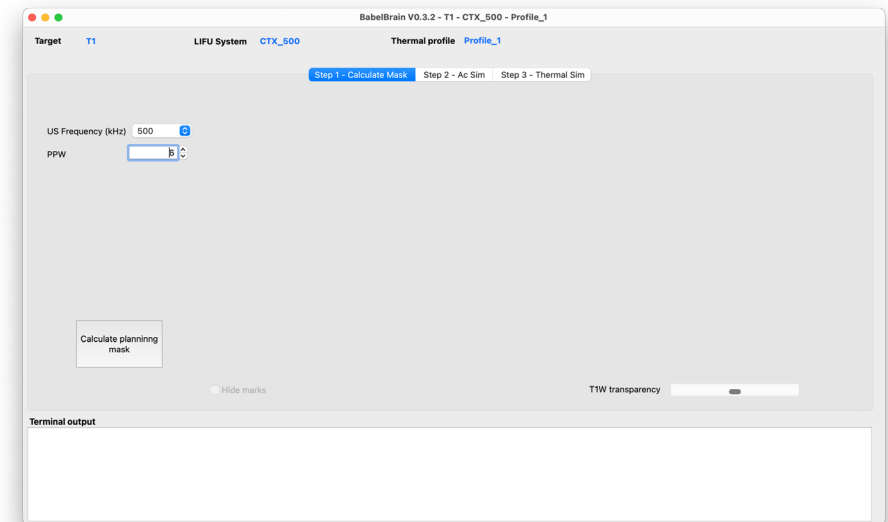 BabelBrain V0.3.2 - T1 - CTX_500 - Profile_1
Target T1 LIFU System CTX_500 Thermal profile Profile_1
Step 1 - Calculate Mask Step 2 - Ac Sim Step 3 - Thermal Sim
US Frequency (kHz) 500
PPW 6
Calculate planninng
mask
Hide marks T1W transparency
Terminal output